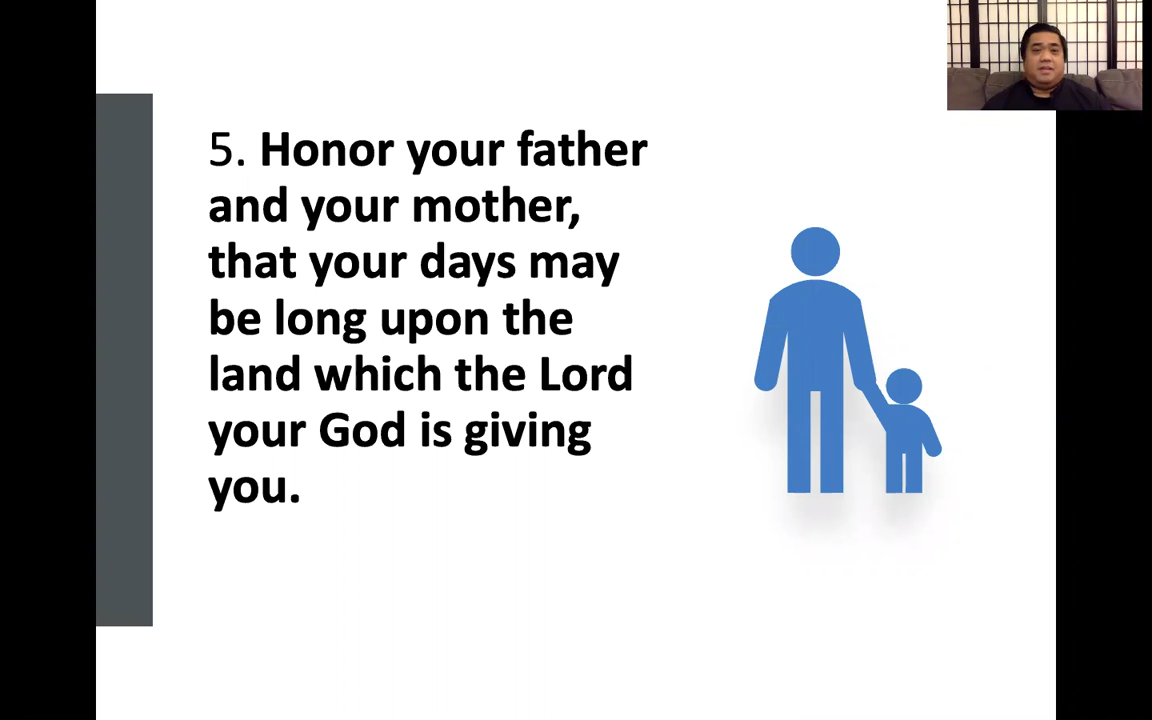 5. Honor your father
and your mother,
that your days may
be long upon the
land which the Lord
your God is giving
you.